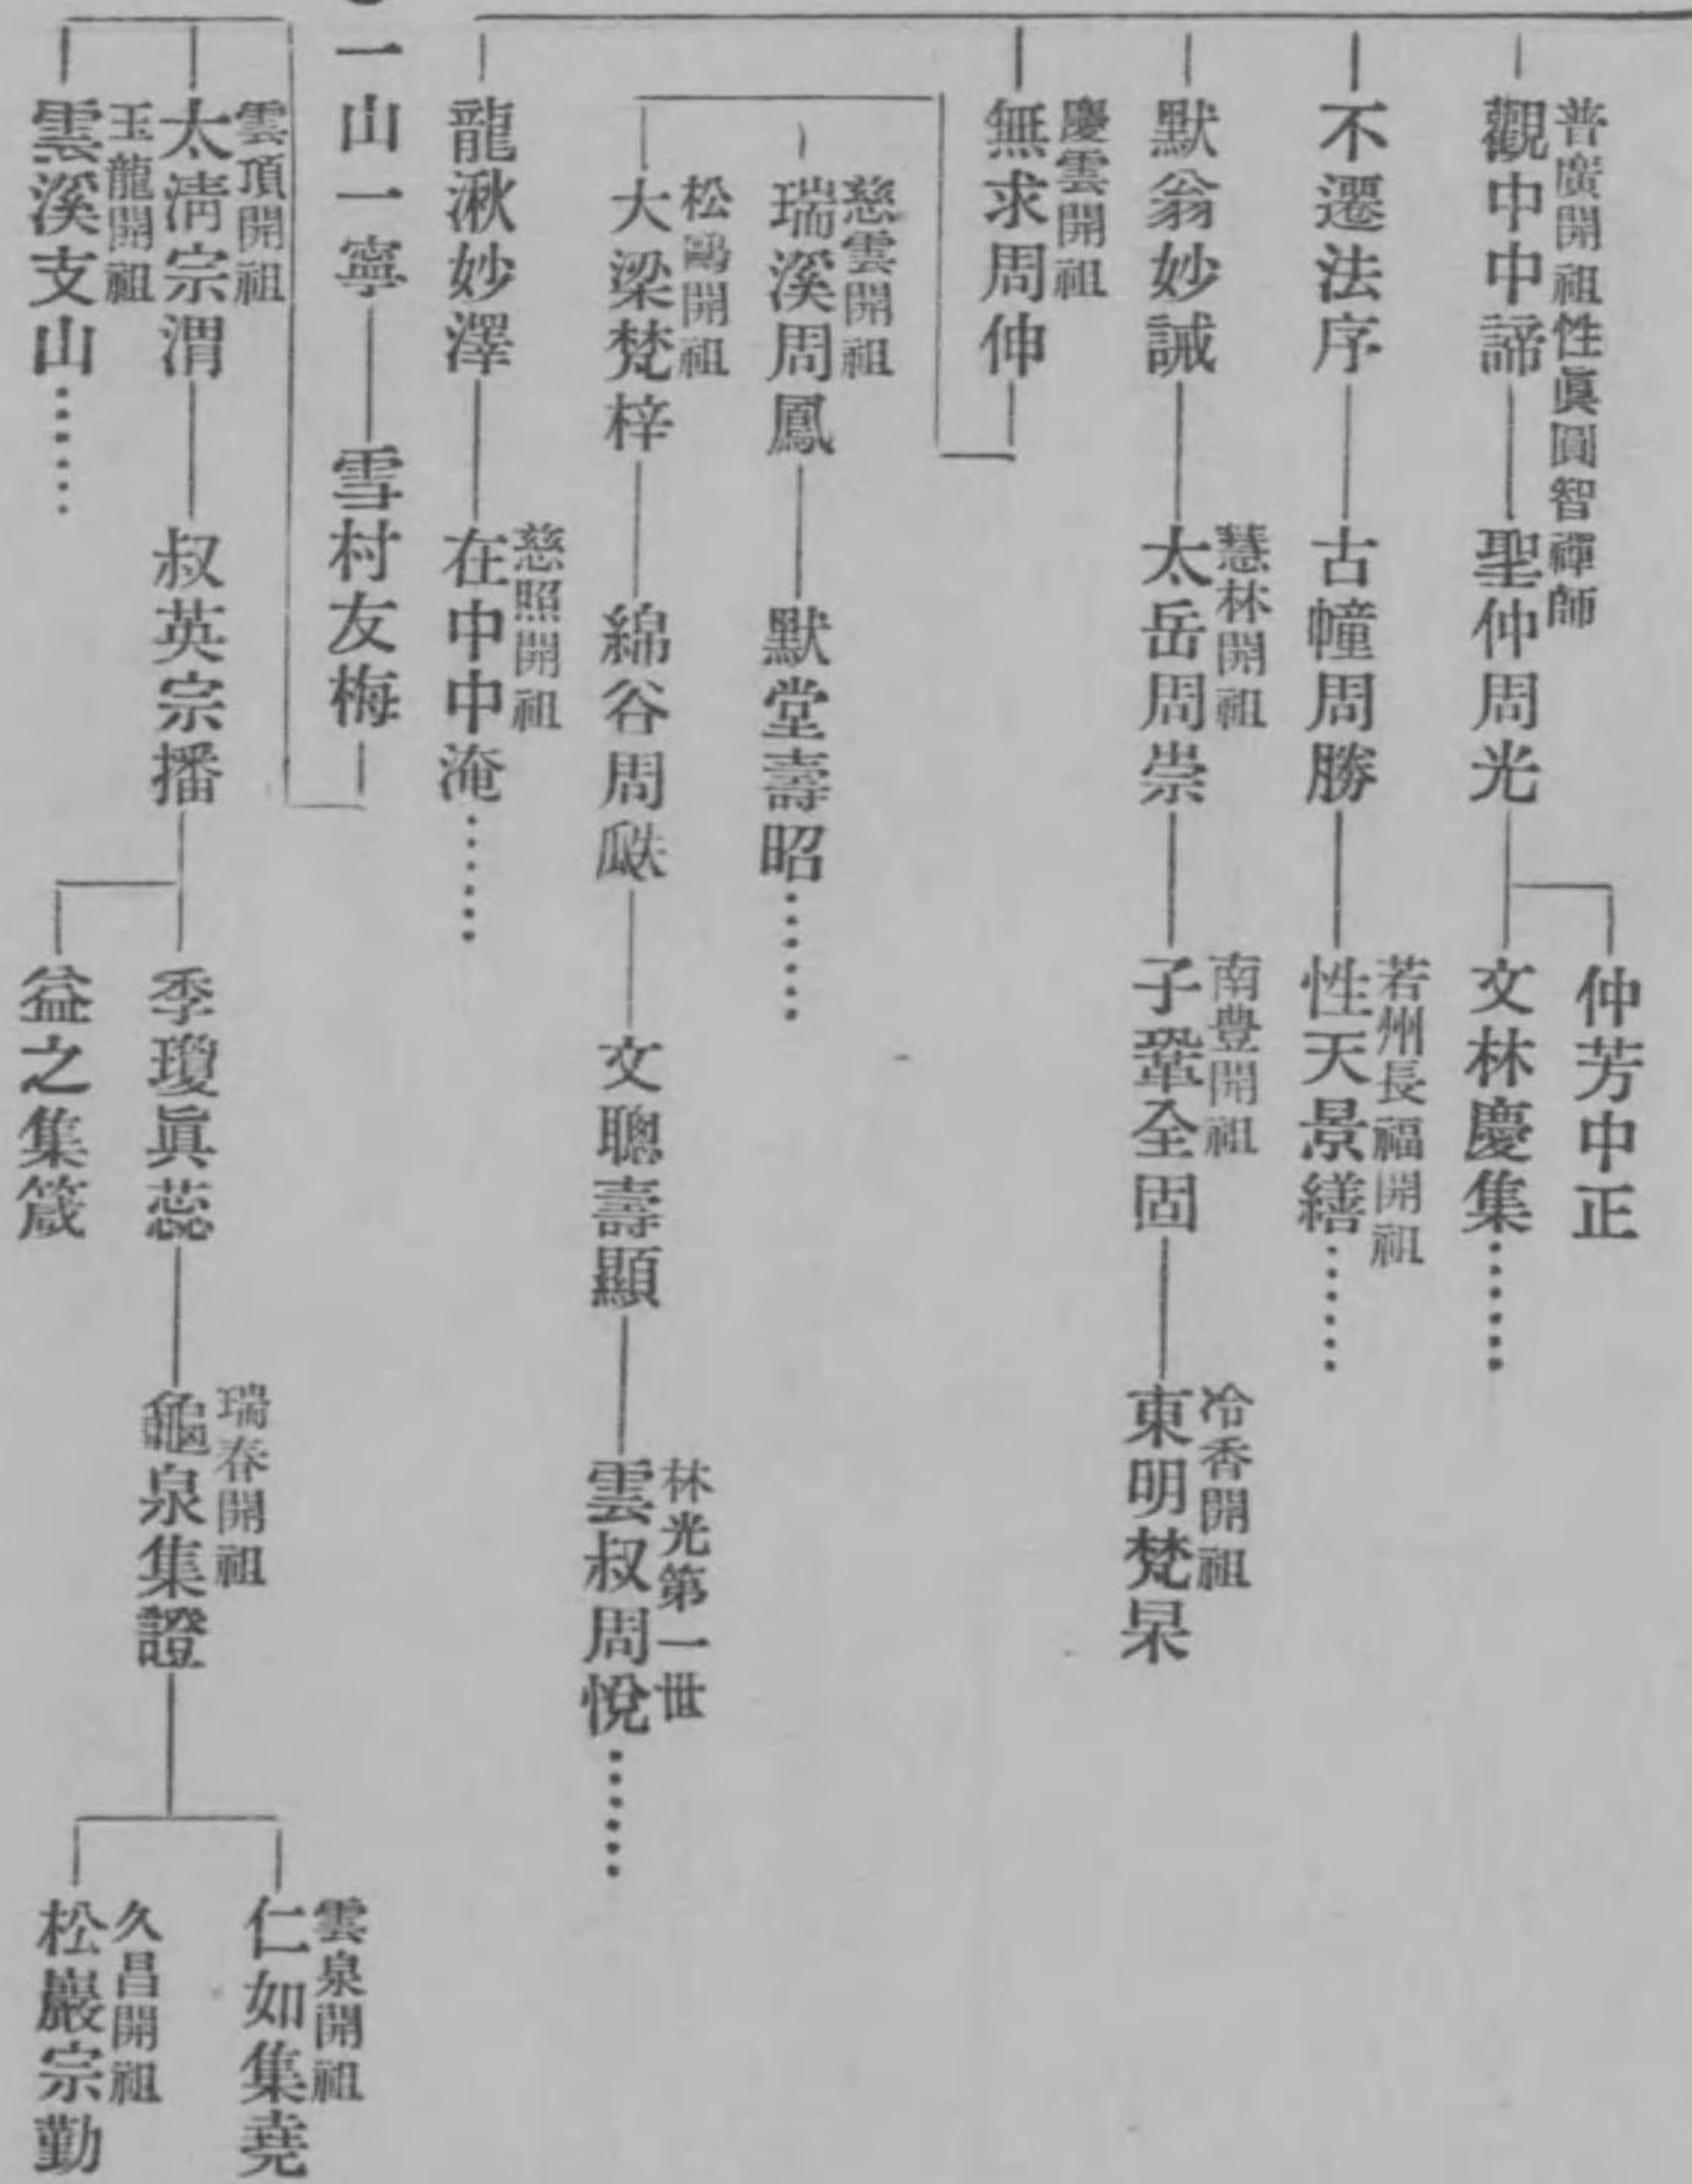 普廣開祖性眞圓智禪師
觀中中諦
聖仲周光
仲芳中正
文林慶集……
不遷法序
古幢周勝
若州長福開祖
性天景繕……
默翁妙誡
慧林開祖
太岳周崇
南豊開祖
子鞏全固
冷香開祖
東明梵杲
慶雲開祖
無求周伸
慈雲開祖
瑞溪周鳳
默堂壽昭……
松鷗開祖
大梁梵梓
綿谷周瓞
文聰壽顯
林光第一世
雲叔周悅……
龍湫妙澤
慈照開祖
在中中淹……
一山一寧
雪村友梅
雲頂開祖
太淸宗渭
叔英宗播
季瓊眞蕊
瑞春開祖
龜泉集證
雲泉開祖
仁如集堯
久昌開祖
松巖宗勤
益之集箴
玉龍開祖
雲溪支山……